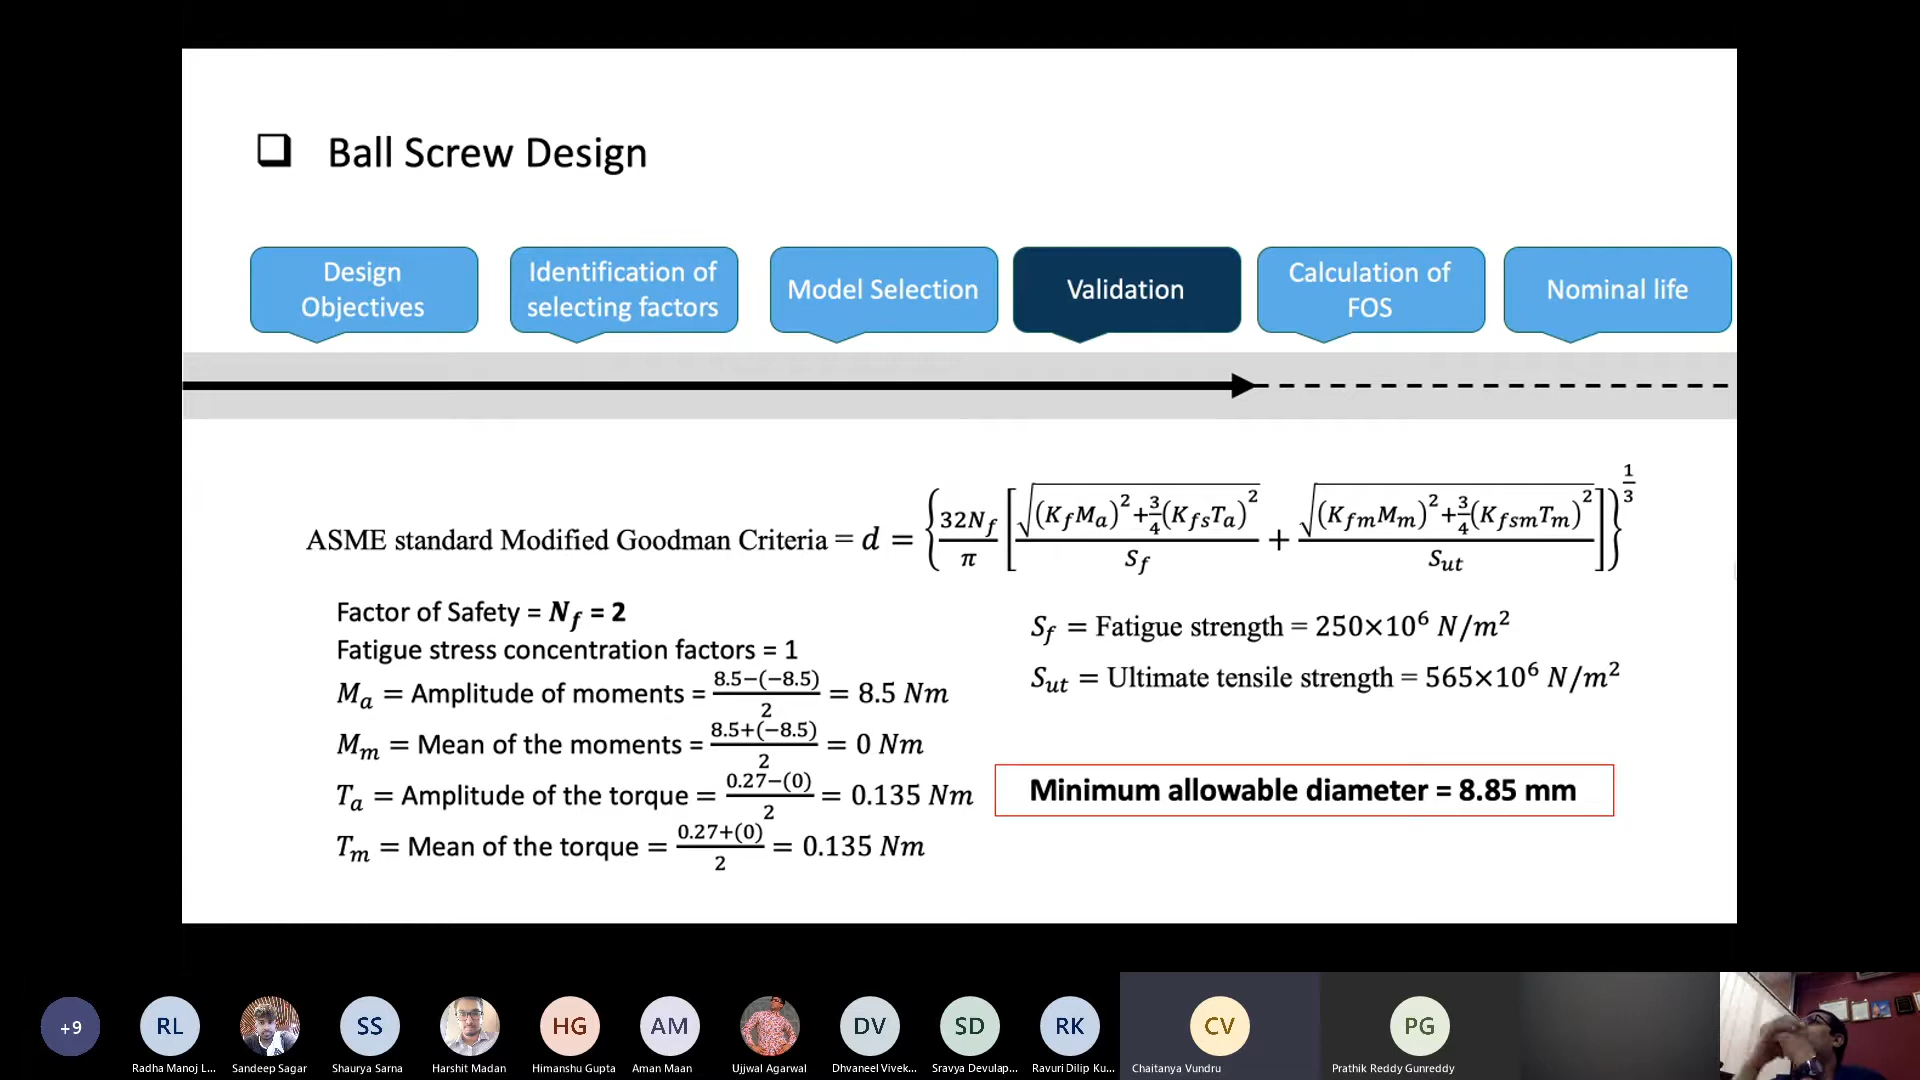 Ball Screw Design
Design Objectives
Identification of selecting factors
Model Selection
Validation
Calculation of FOS
Nominal life
ASME standard Modified Goodman Criteria = d = {32N_f/π [√((K_f M_a)^2+3/4(K_fs T_a)^2)/S_f + √((K_fm M_m)^2+3/4(K_fsm T_m)^2)/S_ut]}^(1/3)
Factor of Safety = N_f = 2
Fatigue stress concentration factors = 1
M_a = Amplitude of moments = (8.5−(−8.5))/2 = 8.5 Nm
M_m = Mean of the moments = (8.5+(−8.5))/2 = 0 Nm
T_a = Amplitude of the torque = (0.27−(0))/2 = 0.135 Nm
T_m = Mean of the torque = (0.27+(0))/2 = 0.135 Nm
S_f = Fatigue strength = 250×10^6 N/m^2
S_ut = Ultimate tensile strength = 565×10^6 N/m^2
Minimum allowable diameter = 8.85 mm
+9
RL
SS
HG
AM
DV
SD
RK
CV
PG
Radha Manoj L...
Sandeep Sagar
Shaurya Sarna
Harshit Madan
Himanshu Gupta
Aman Maan
Ujjwal Agarwal
Dhvaneel Vivek...
Sravya Devulap...
Ravuri Dilip Ku...
Chaitanya Vundru
Prathik Reddy Gunreddy